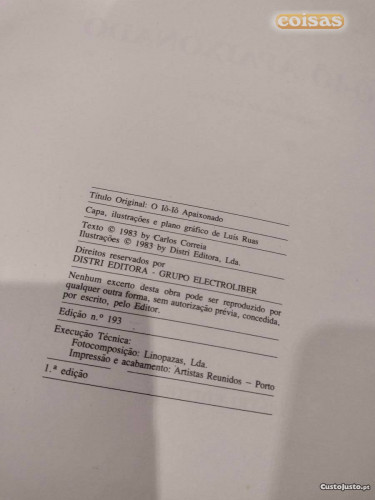 coisas
Título Original: O Ió-Ió Apaixonado
Capa, ilustrações e plano gráfico de Luís Ruas
Texto © 1983 by Carlos Correia
Ilustrações © 1983 by Distri Editora, Lda.
Direitos reservados por
DISTRI EDITORA - GRUPO ELECTROLIBER
Nenhum excerto desta obra pode ser reproduzido por
qualquer outra forma, sem autorização prévia, concedida,
por escrito, pelo Editor.
Edição n.º 193
Execução Técnica:
Fotocomposição: Linopazas, Lda.
Impressão e acabamento: Artistas Reunidos – Porto
1.ª edição
CustoJusto.pt